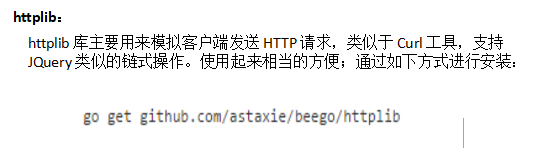 httplib：
httplib 库主要用来模拟客户端发送 HTTP 请求，类似于 Curl 工具，支持
JQuery 类似的链式操作。使用起来相当的方便；通过如下方式进行安装：
go get github.com/astaxie/beego/httplib